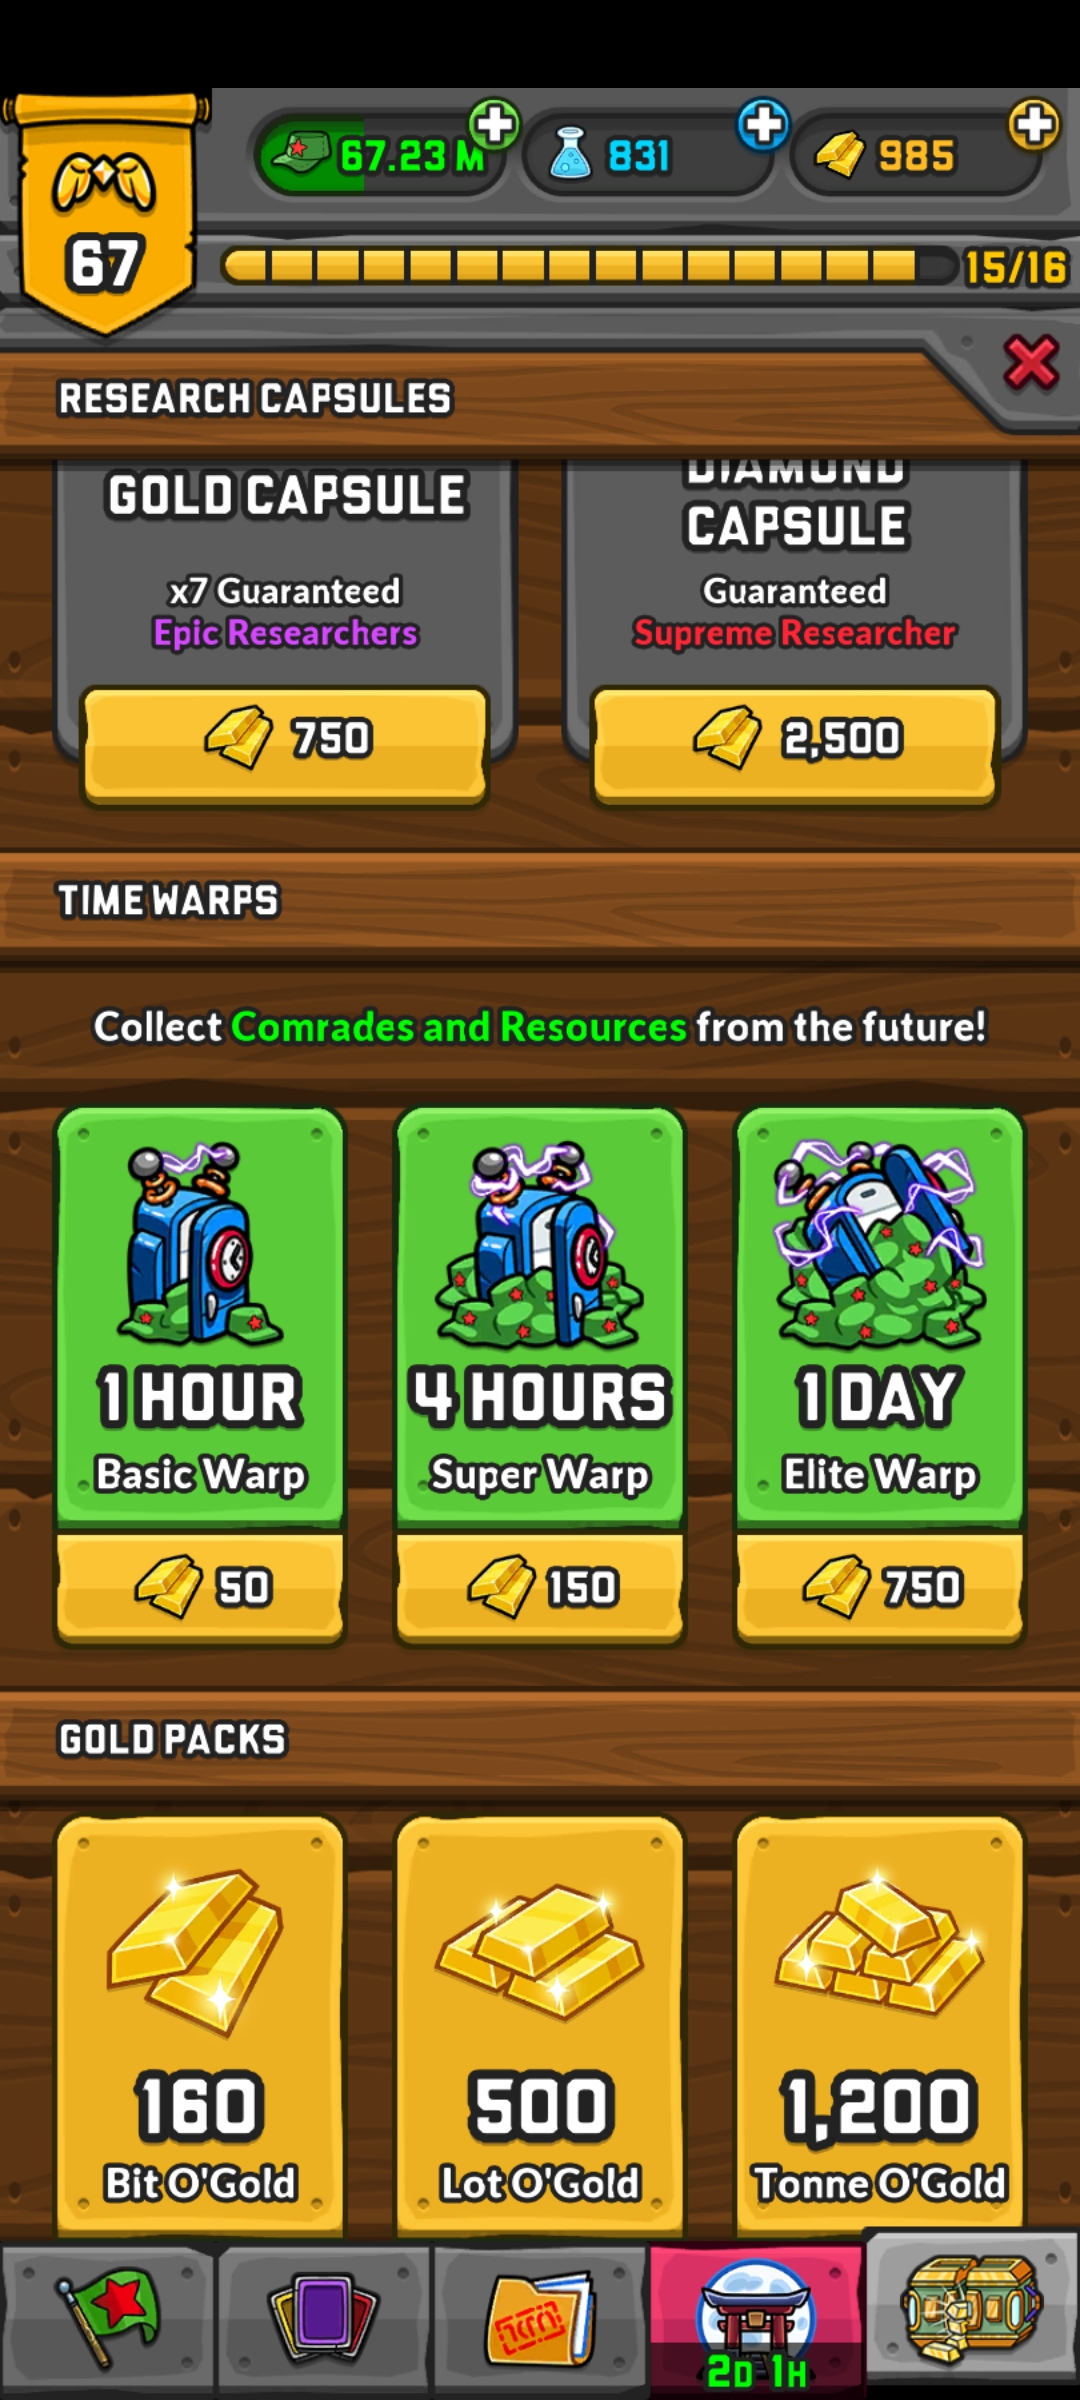 67.23 M
831
985
67
15/16
RESEARCH CAPSULES
GOLD CAPSULE
x7 Guaranteed
Epic Researchers
750
DIAMOND
CAPSULE
Guaranteed
Supreme Researcher
2,500
TIME WARPS
Collect Comrades and Resources from the future!
1 HOUR
Basic Warp
50
4 HOURS
Super Warp
150
1 DAY
Elite Warp
750
GOLD PACKS
160
Bit O'Gold
500
Lot O'Gold
1,200
Tonne O'Gold
2D 1H